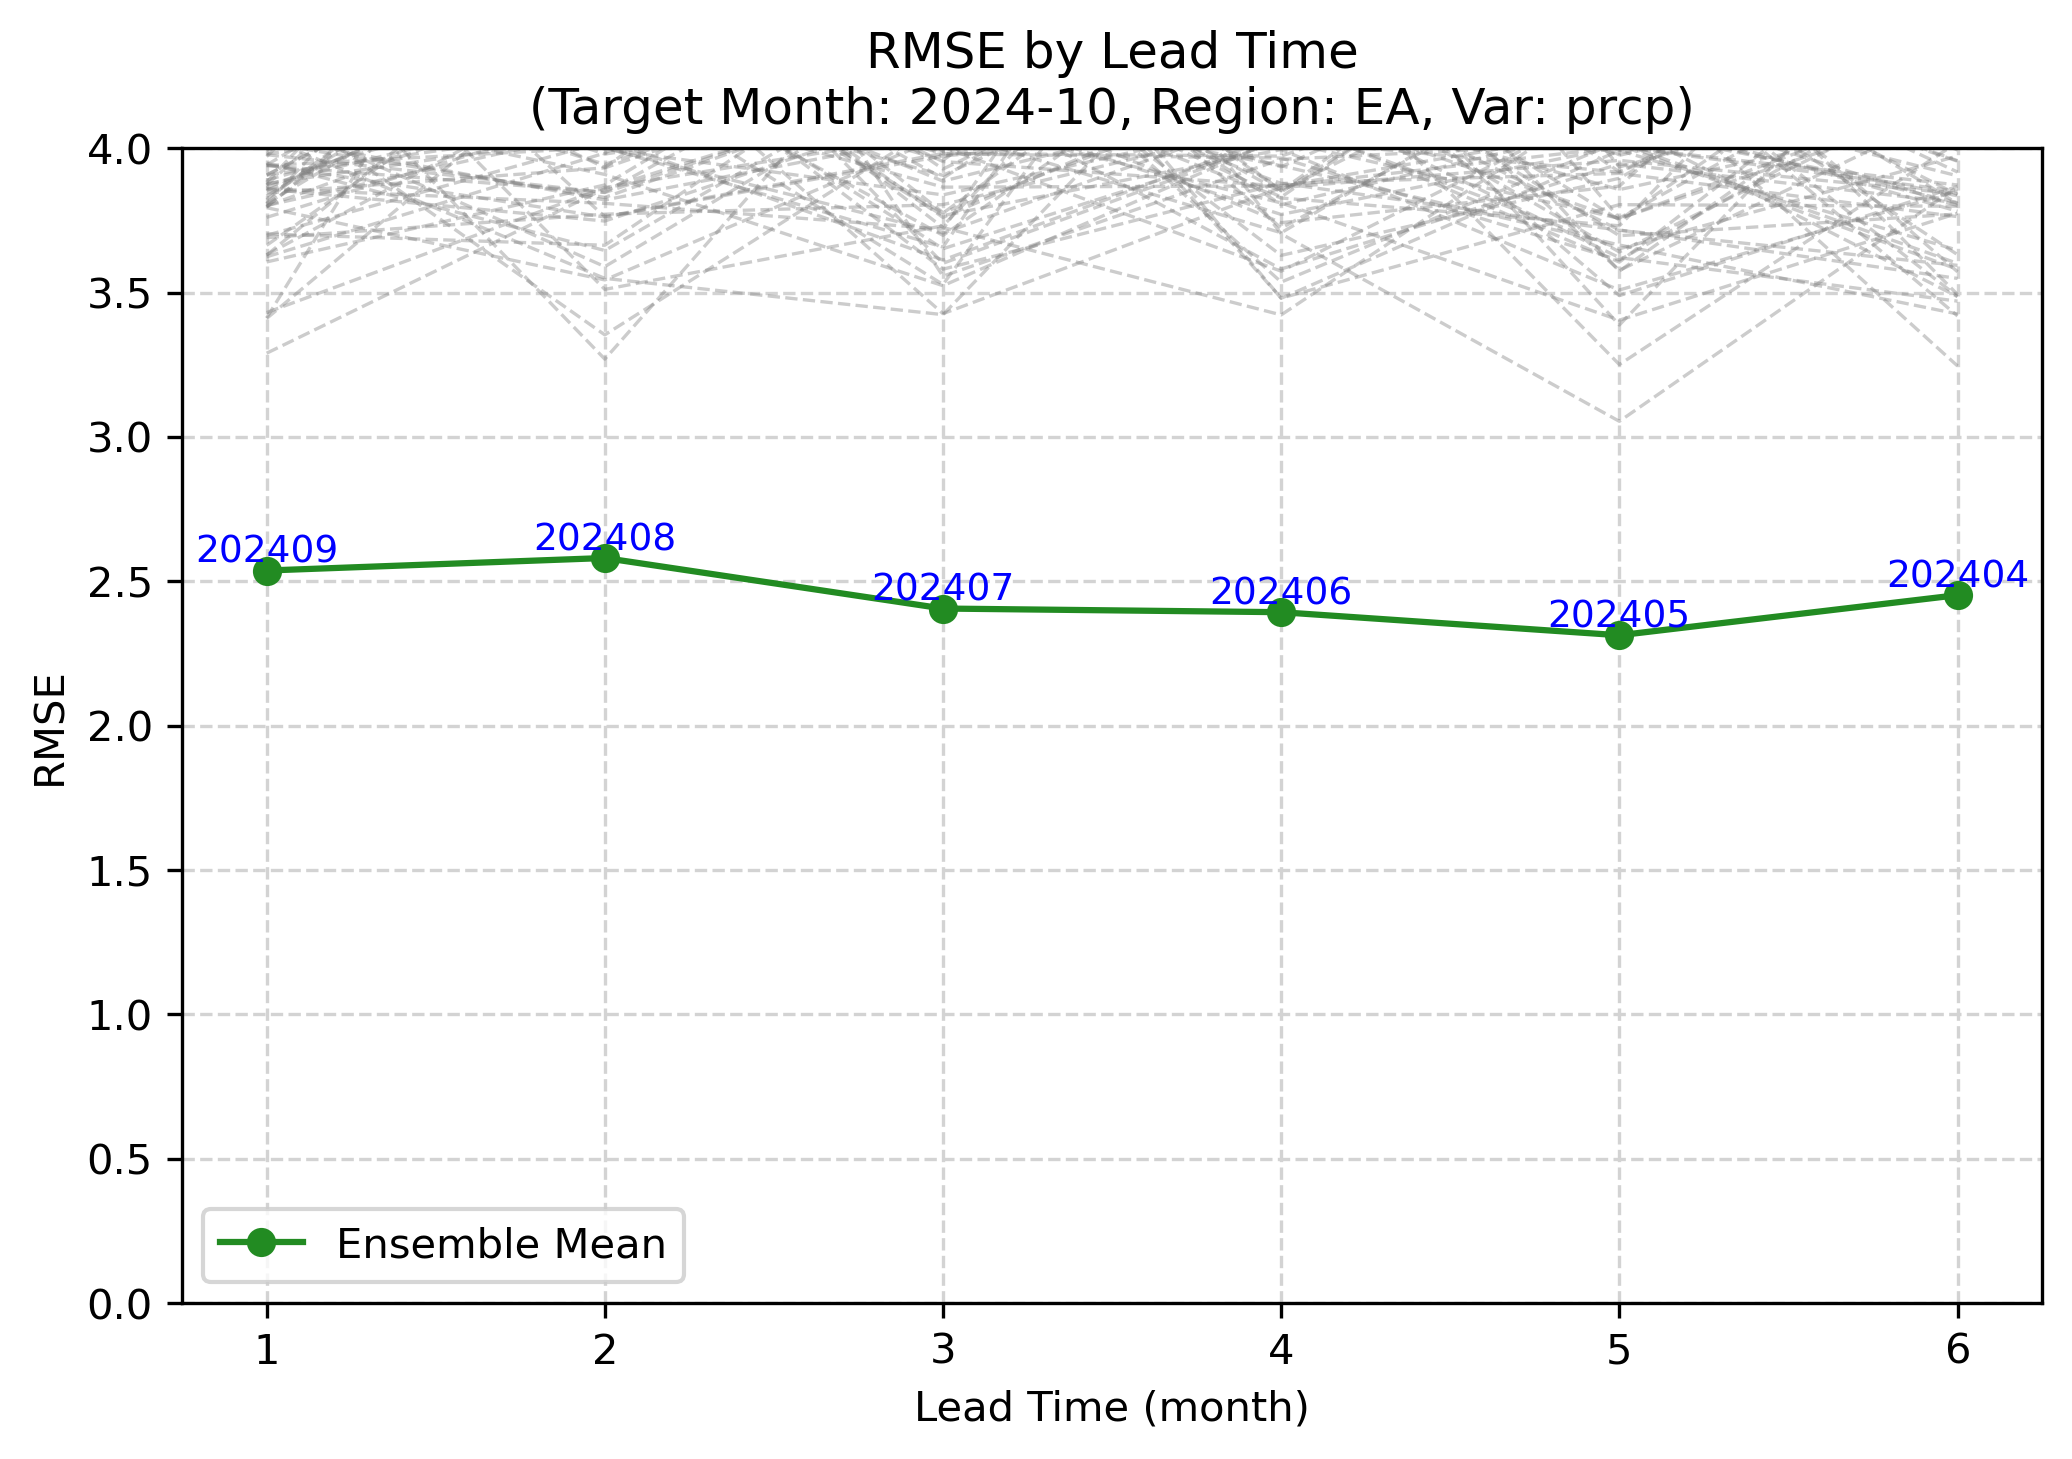 RMSE by Lead Time
(Target Month: 2024-10, Region: EA, Var: prcp)
4.0
3.5
3.0
2.5
2.0
1.5
1.0
0.5
0.0
RMSE
202409
202408
202407
202406
202405
202404
Ensemble Mean
1 2 3 4 5 6
Lead Time (month)